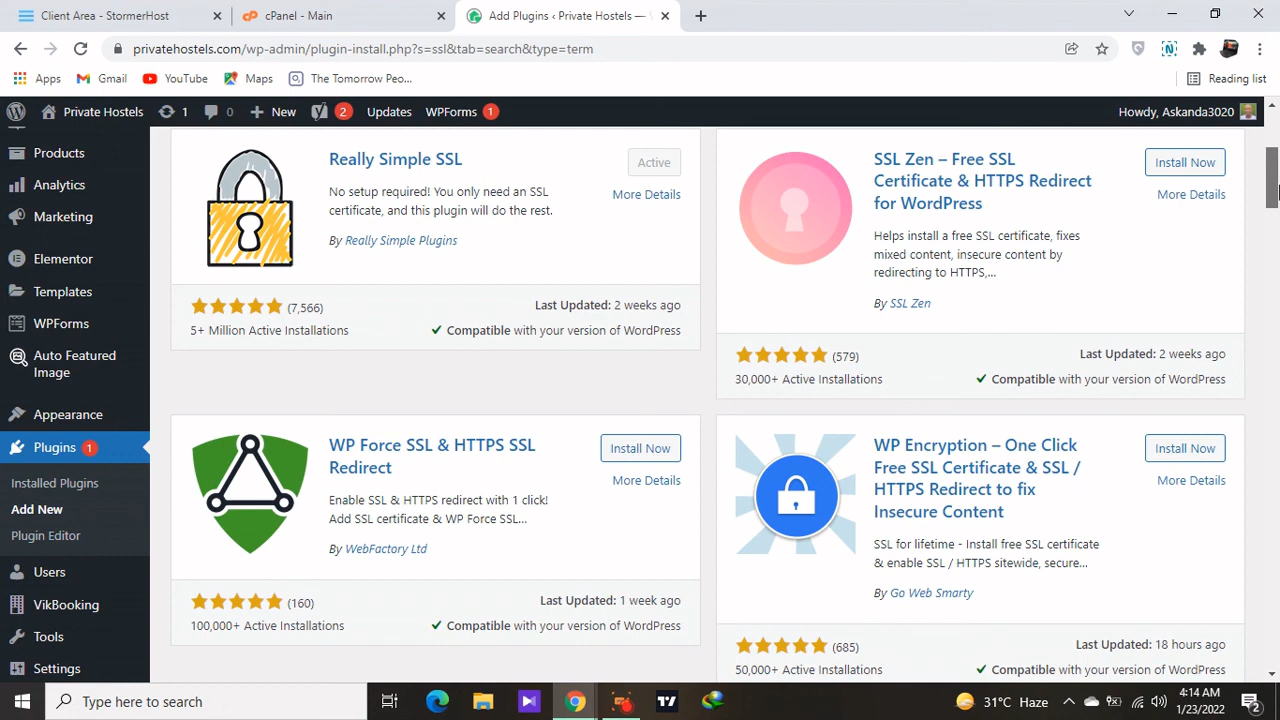 Client Area - StormerHost
cPanel - Main
Add Plugins ‹ Private Hostels —
privatehostels.com/wp-admin/plugin-install.php?s=ssl&tab=search&type=term
Apps
Gmail
YouTube
Maps
The Tomorrow Peo...
Reading list
Private Hostels
1
0
New
2
Updates
WPForms
1
Howdy, Askanda3020
Products
Analytics
Marketing
Elementor
Templates
WPForms
Auto Featured
Image
Appearance
Plugins 1
Installed Plugins
Add New
Plugin Editor
Users
VikBooking
Tools
Settings
Really Simple SSL
Active
More Details
No setup required! You only need an SSL
certificate, and this plugin will do the rest.
By Really Simple Plugins
(7,566)
Last Updated: 2 weeks ago
5+ Million Active Installations
Compatible with your version of WordPress
SSL Zen – Free SSL
Certificate & HTTPS Redirect
for WordPress
Install Now
More Details
Helps install a free SSL certificate, fixes
mixed content, insecure content by
redirecting to HTTPS,...
By SSL Zen
(579)
Last Updated: 2 weeks ago
30,000+ Active Installations
Compatible with your version of WordPress
WP Force SSL & HTTPS SSL
Redirect
Install Now
More Details
Enable SSL & HTTPS redirect with 1 click!
Add SSL certificate & WP Force SSL...
By WebFactory Ltd
(160)
Last Updated: 1 week ago
100,000+ Active Installations
Compatible with your version of WordPress
WP Encryption – One Click
Free SSL Certificate & SSL /
HTTPS Redirect to fix
Insecure Content
Install Now
More Details
SSL for lifetime - Install free SSL certificate
& enable SSL / HTTPS sitewide, secure...
By Go Web Smarty
(685)
Last Updated: 18 hours ago
50,000+ Active Installations
Compatible with your version of WordPress
Type here to search
31°C Haze
4:14 AM
1/23/2022
2